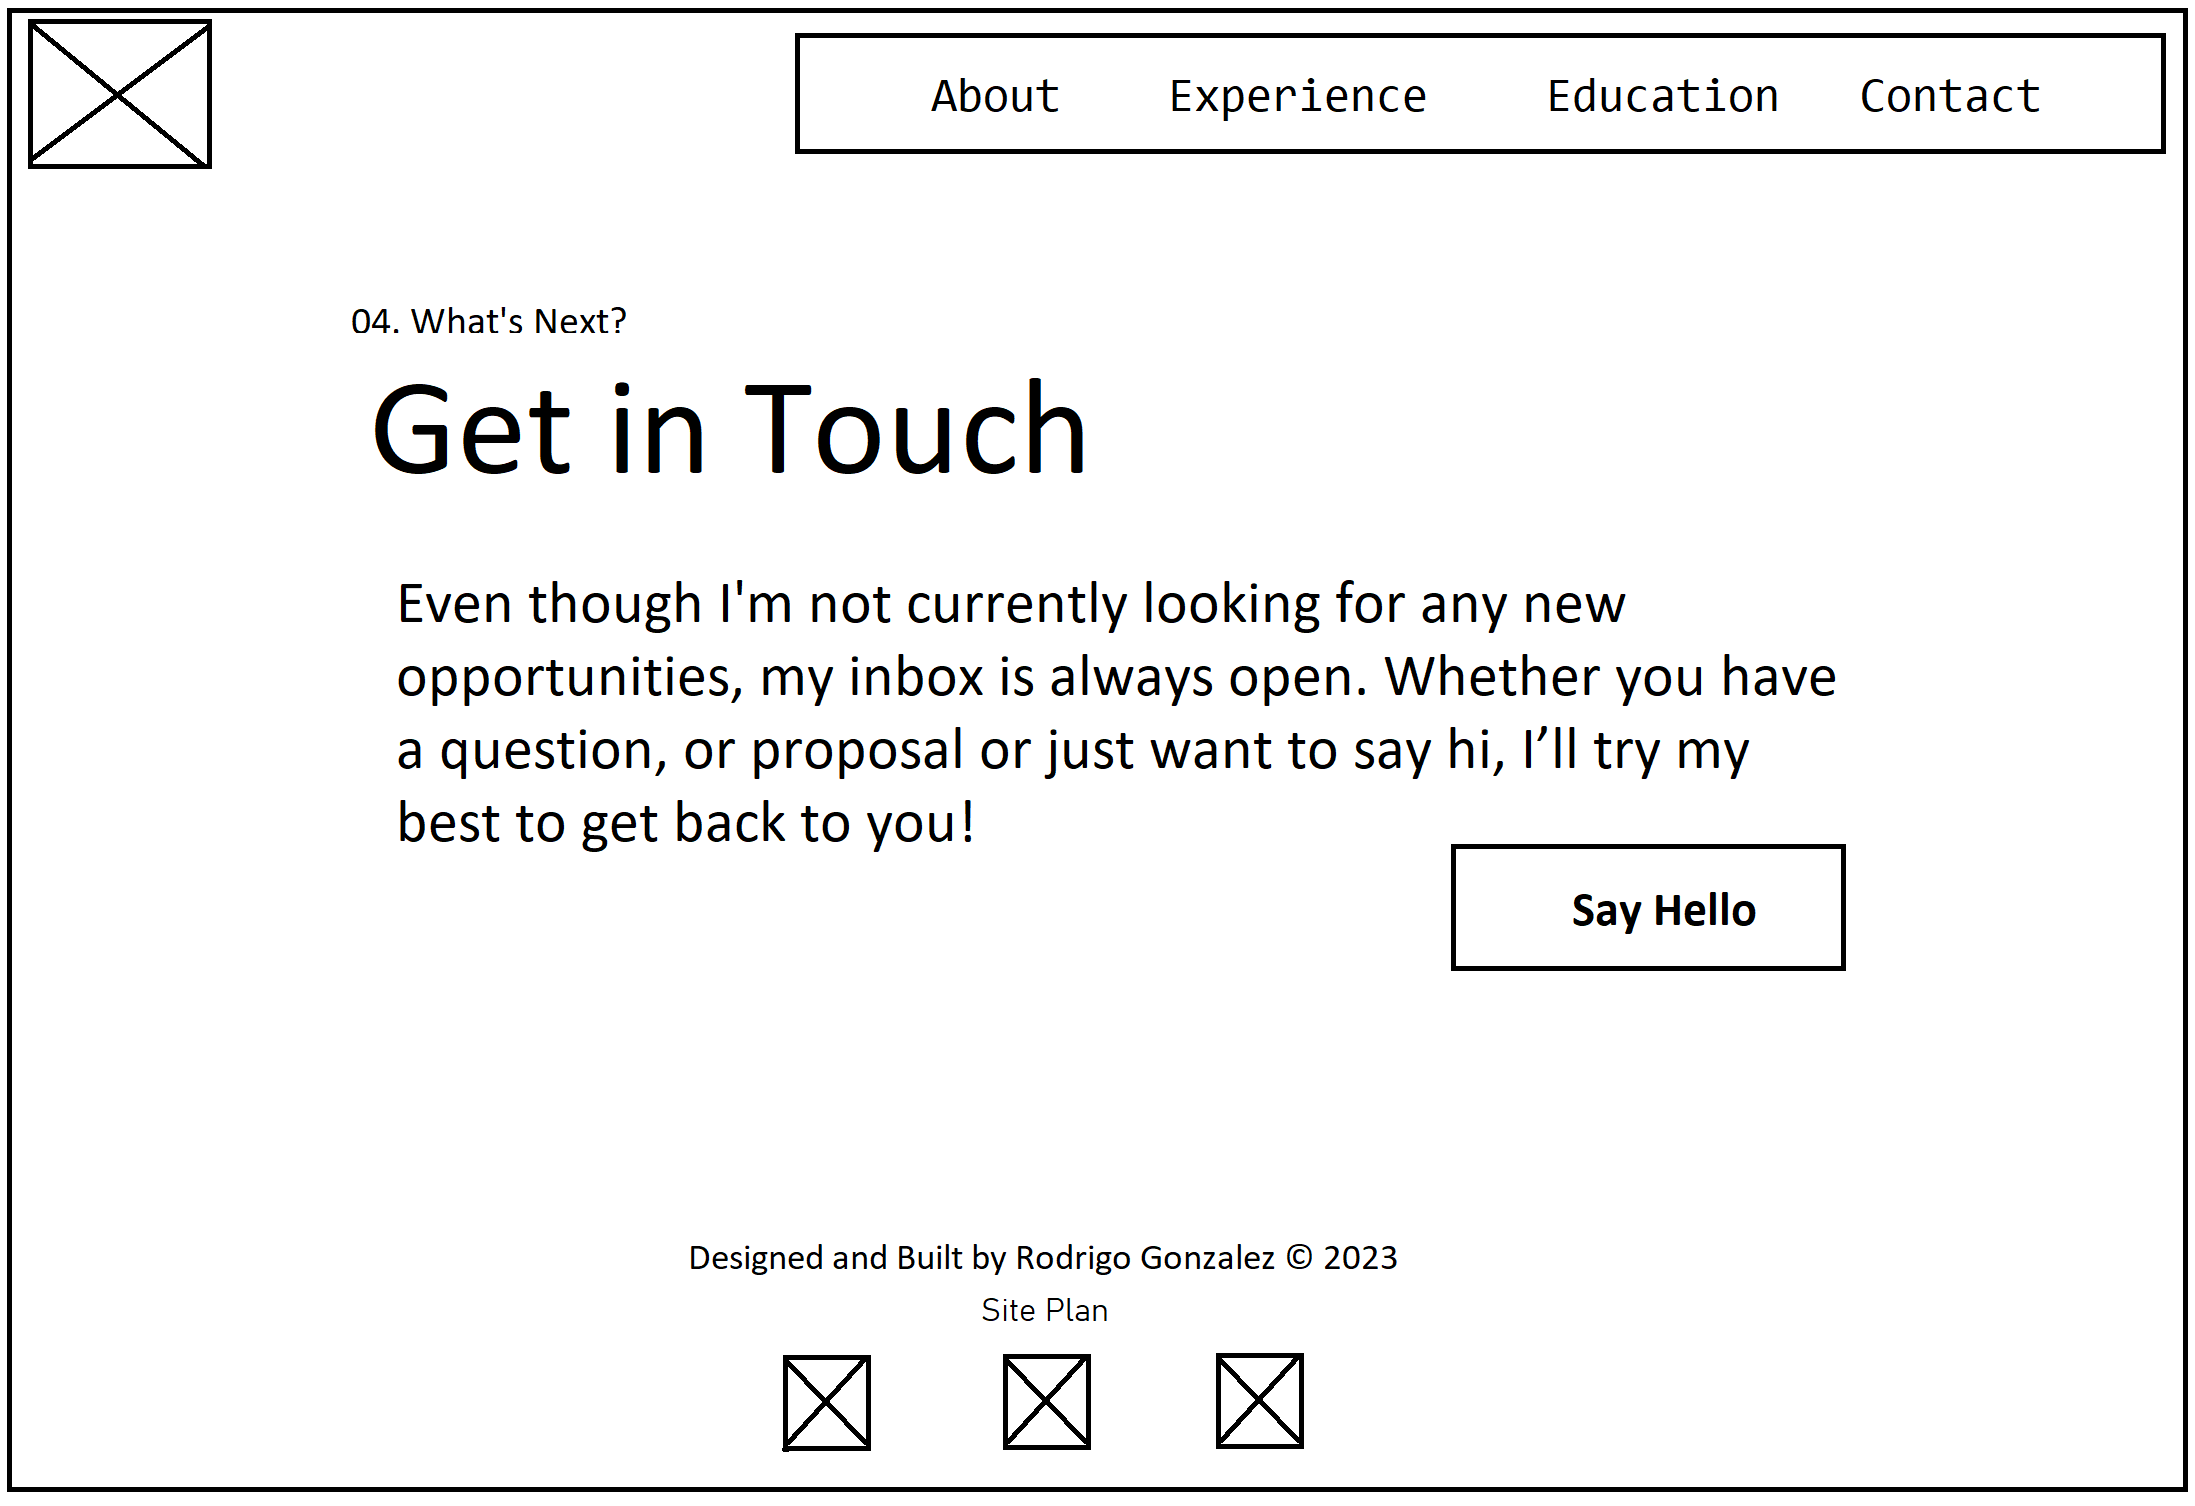 About Experience Education Contact
04. What's Next?
Get in Touch
Even though I'm not currently looking for any new
opportunities, my inbox is always open. Whether you have
a question, or proposal or just want to say hi, I’ll try my
best to get back to you!
Say Hello
Designed and Built by Rodrigo Gonzalez © 2023
Site Plan